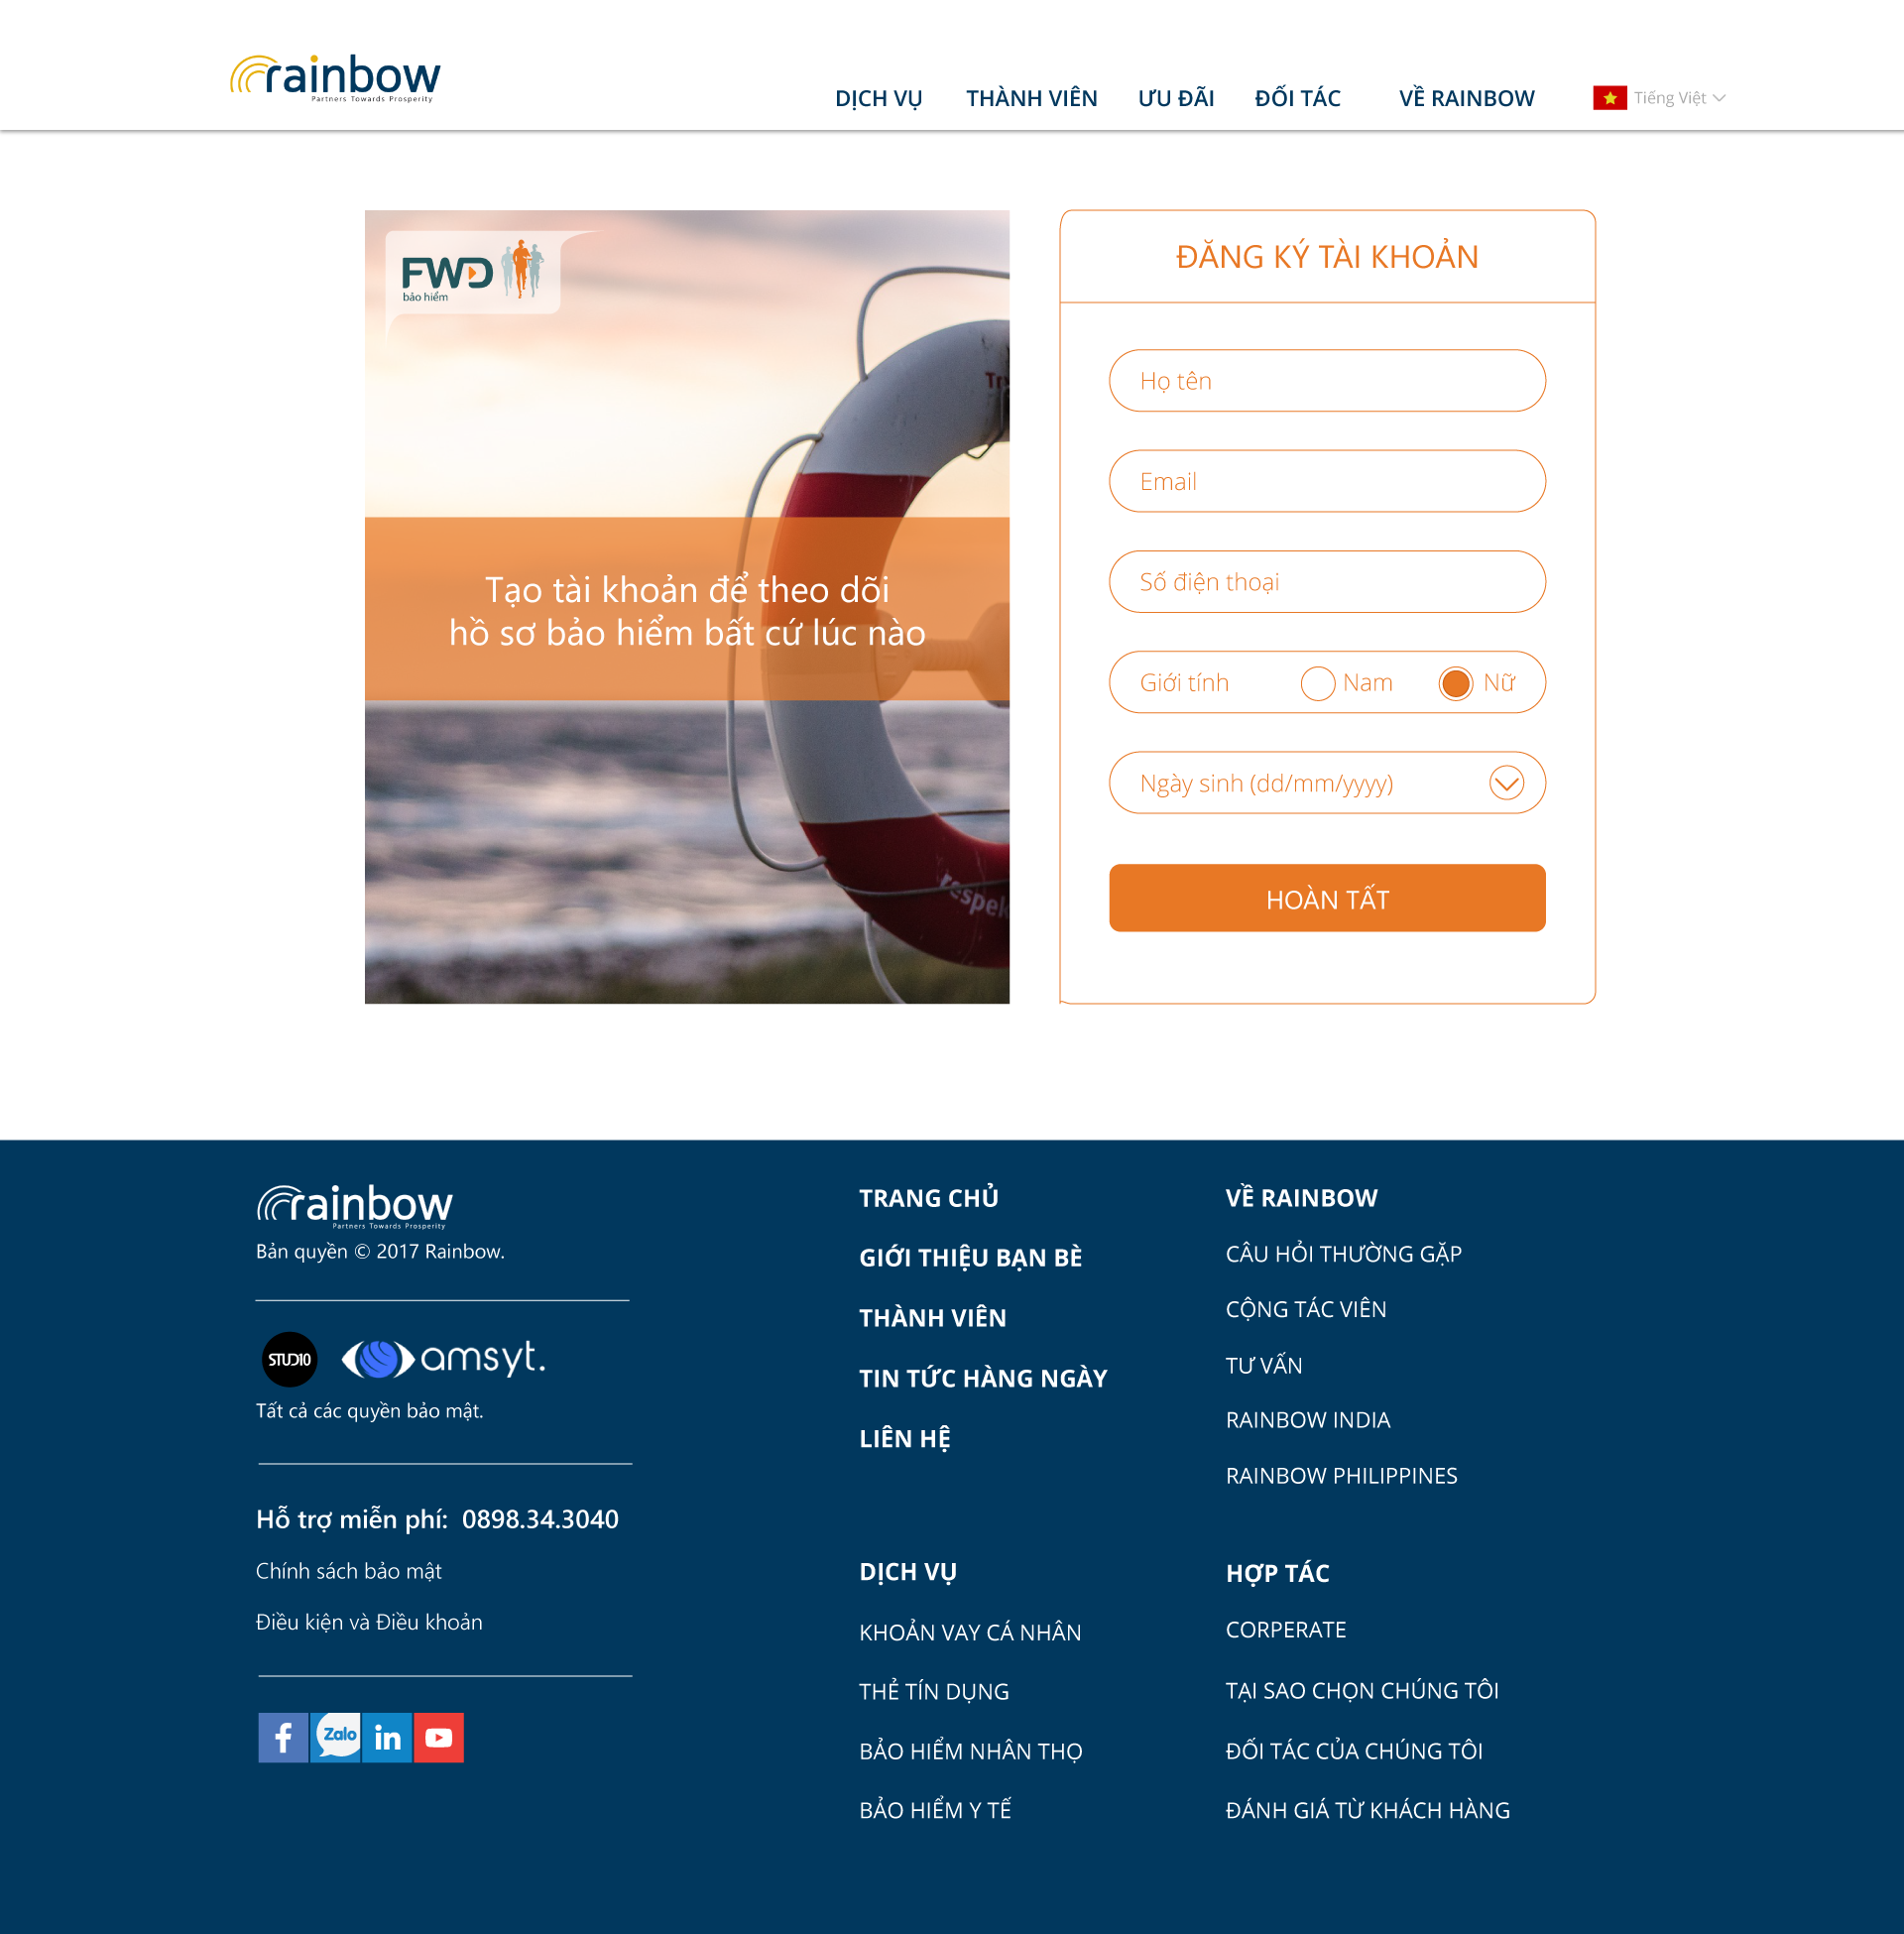 rainbow
Partners Towards Prosperity
DỊCH VỤ
THÀNH VIÊN
ƯU ĐÃI
ĐỐI TÁC
VỀ RAINBOW
Tiếng Việt
FWD
bảo hiểm
Tạo tài khoản để theo dõi
hồ sơ bảo hiểm bất cứ lúc nào
respek
ĐĂNG KÝ TÀI KHOẢN
Họ tên
Email
Số điện thoại
Giới tính Nam Nữ
Ngày sinh (dd/mm/yyyy)
HOÀN TẤT
rainbow
Partners Towards Prosperity
Bản quyền © 2017 Rainbow.
STUD10 amsyt.
Tất cả các quyền bảo mật.
Hỗ trợ miễn phí: 0898.34.3040
Chính sách bảo mật
Điều kiện và Điều khoản
Zalo in
TRANG CHỦ
GIỚI THIỆU BẠN BÈ
THÀNH VIÊN
TIN TỨC HÀNG NGÀY
LIÊN HỆ
VỀ RAINBOW
CÂU HỎI THƯỜNG GẶP
CỘNG TÁC VIÊN
TƯ VẤN
RAINBOW INDIA
RAINBOW PHILIPPINES
DỊCH VỤ
KHOẢN VAY CÁ NHÂN
THẺ TÍN DỤNG
BẢO HIỂM NHÂN THỌ
BẢO HIỂM Y TẾ
HỢP TÁC
CORPERATE
TẠI SAO CHỌN CHÚNG TÔI
ĐỐI TÁC CỦA CHÚNG TÔI
ĐÁNH GIÁ TỪ KHÁCH HÀNG